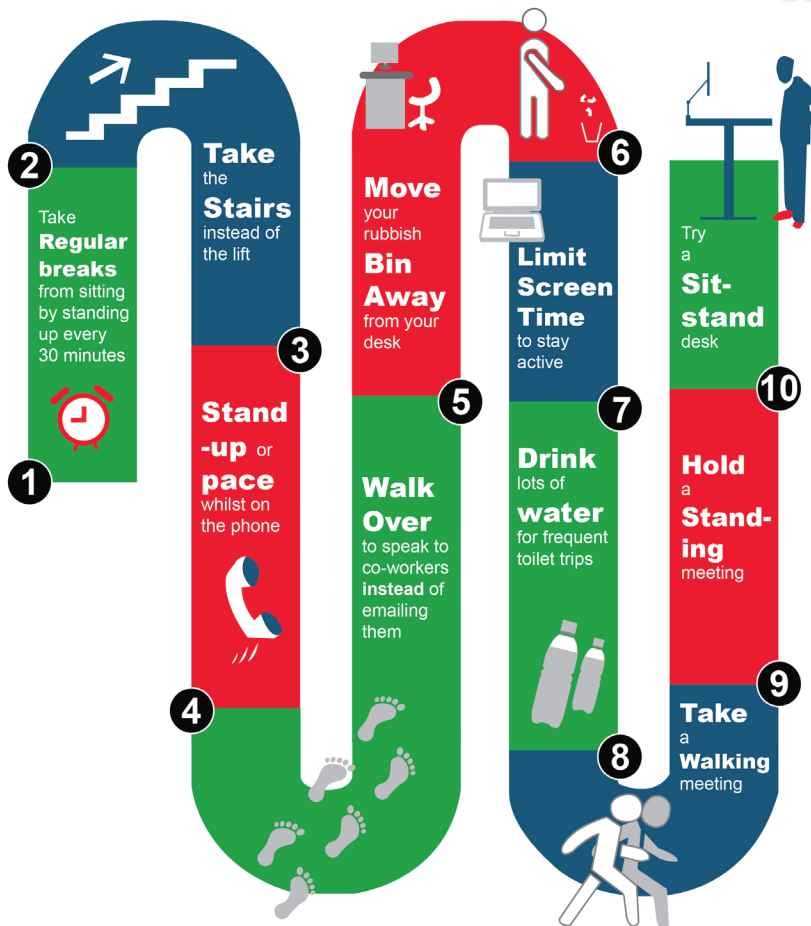 1
Take
Regular
breaks
from sitting
by standing
up every
30 minutes
2
Take
the
Stairs
instead of
the lift
3
Stand
-up or
pace
whilst on
the phone
4
Walk
Over
to speak to
co-workers
instead of
emailing
them
5
Move
your
rubbish
Bin
Away
from your
desk
6
Limit
Screen
Time
to stay
active
7
Drink
lots of
water
for frequent
toilet trips
8
Take
a
Walking
meeting
9
Hold
a
Stand-
ing
meeting
10
Try
a
Sit-
stand
desk